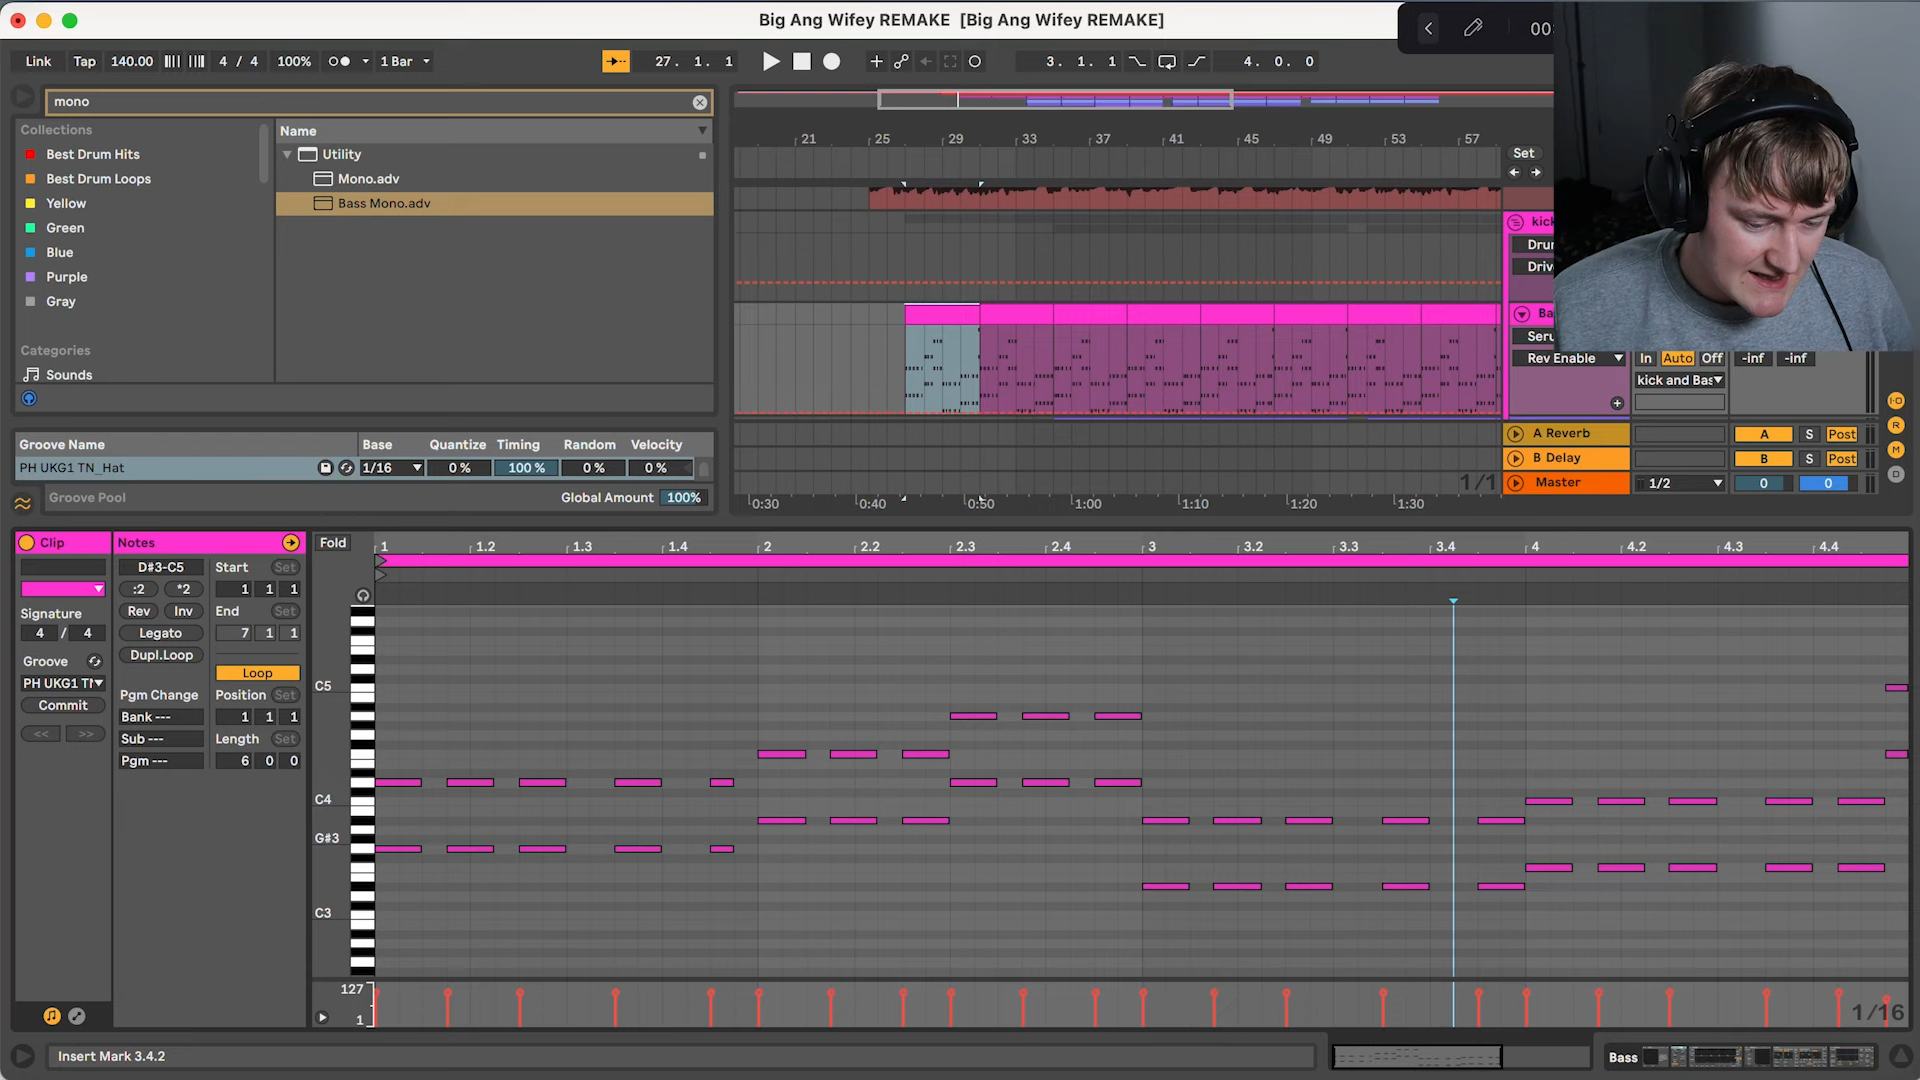 Big Ang Wifey REMAKE [Big Ang Wifey REMAKE]
00:
Link Tap 140.00 4 / 4 100% 1 Bar 27. 1. 1 3. 1. 1 4. 0. 0
mono
Collections
Best Drum Hits
Best Drum Loops
Yellow
Green
Blue
Purple
Gray
Categories
Sounds
Name
Utility
Mono.adv
Bass Mono.adv
21 25 29 33 37 41 45 49 53 57
Set
kick
Drum
Drive
Ba
Seru
Rev Enable
In Auto Off -inf -inf
kick and Bas
A Reverb A S Post
B Delay B S Post
1/1 Master 1/2 0 0
0:30 0:40 0:50 1:00 1:10 1:20 1:30
Groove Name Base Quantize Timing Random Velocity
PH UKG1 TN_Hat 1/16 0 % 100 % 0 % 0 %
Groove Pool Global Amount 100%
I·O
R
M
D
Clip Notes Fold
1 1.2 1.3 1.4 2 2.2 2.3 2.4 3 3.2 3.3 3.4 4 4.2 4.3 4.4
D#3-C5 Start Set
:2 *2 1 1 1
Signature Rev Inv End Set
4 / 4 Legato 7 1 1
Groove Dupl.Loop
Loop
PH UKG1 TN
Commit Pgm Change Position Set
Bank --- 1 1 1
<< >> Sub --- Length Set
Pgm --- 6 0 0
C5
C4
G#3
C3
127
1
1/16
Insert Mark 3.4.2
Bass